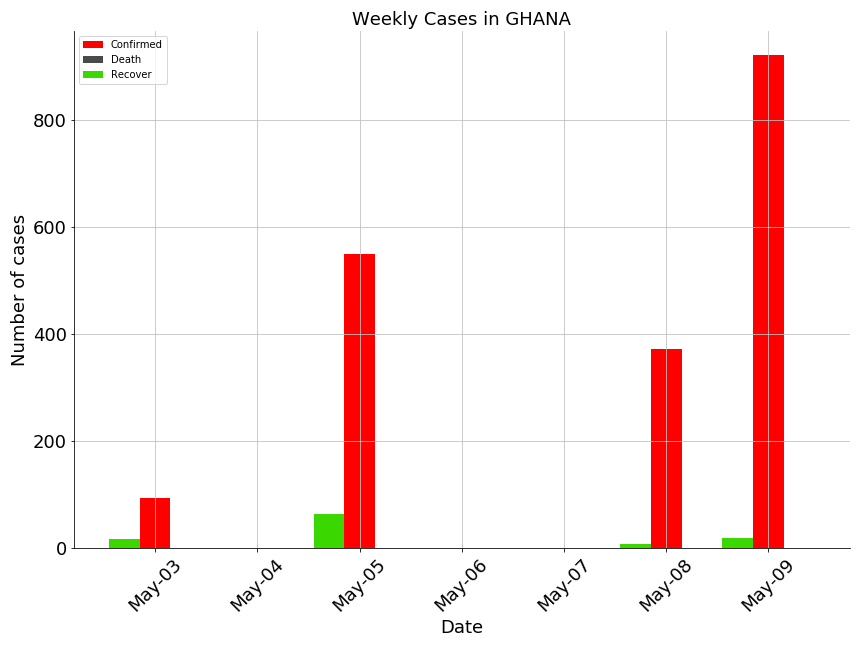 Weekly Cases in GHANA
Confirmed
Death
Recover
Number of cases
800
600
400
200
0
May-03
May-04
May-05
May-06
May-07
May-08
May-09
Date